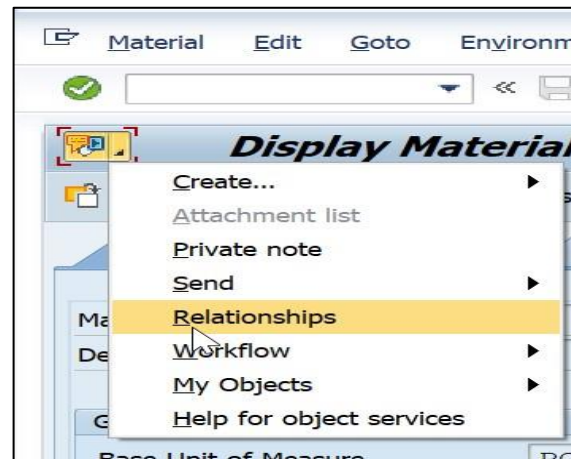 Material Edit Goto Environm
Display Material
Create...
Attachment list
Private note
Send
Relationships
Workflow
My Objects
Help for object services
Ma
De
G
Base Unit of Measure